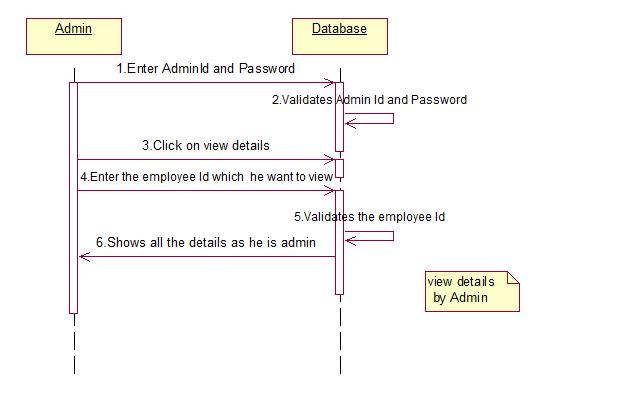 Admin
Database
1.Enter AdminId and Password
2.Validates Admin Id and Password
3.Click on view details
4.Enter the employee Id which he want to view
5.Validates the employee Id
6.Shows all the details as he is admin
view details
by Admin